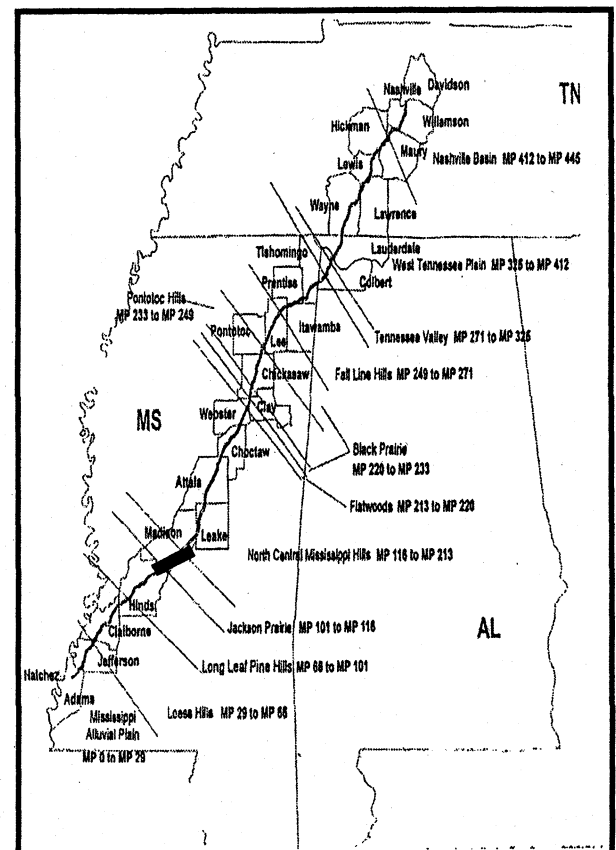 Nashville
Davidson
TN
Hickman
Williamson
Maury
Lewis
Nashville Basin MP 412 to MP 445
Wayne
Lawrence
Lauderdale
Tishomingo
West Tennessee Plain MP 325 to MP 412
Colbert
Prentiss
Pontotoc Hills
MP 233 to MP 249
Itawamba
Pontotoc
Lee
Tennessee Valley MP 271 to MP 325
Chickasaw
Fall Line Hills MP 249 to MP 271
MS
Clay
Webster
Choctaw
Black Prairie
MP 220 to MP 233
Attala
Flatwoods MP 213 to MP 220
Madison
Leake
North Central Mississippi Hills MP 116 to MP 213
Hinds
AL
Jackson Prairie MP 101 to MP 116
Claiborne
Jefferson
Long Leaf Pine Hills MP 66 to MP 101
Natchez
Adams
Loess Hills MP 29 to MP 66
Mississippi
Alluvial Plain
MP 0 to MP 29